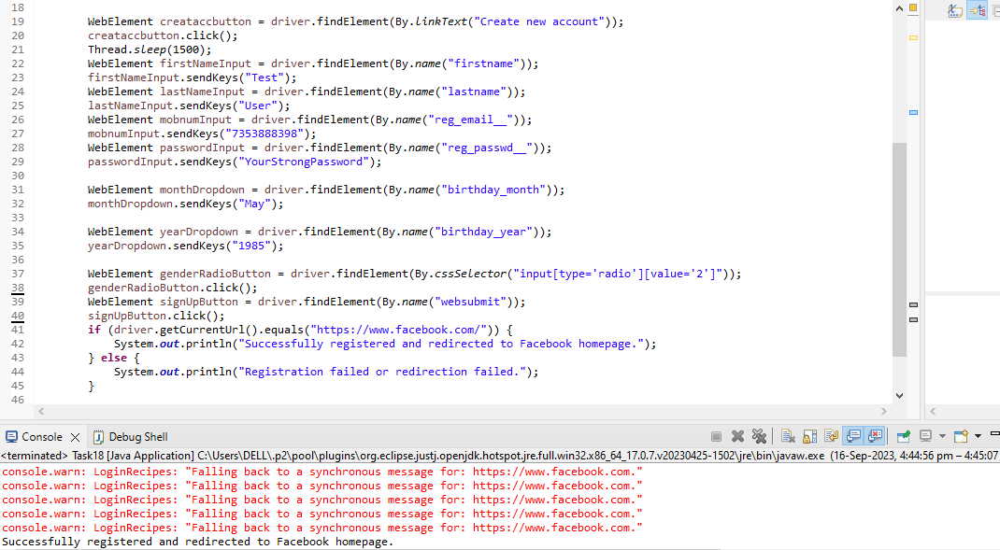 18
19 WebElement creataccbutton = driver.findElement(By.linkText("Create new account"));
20 creataccbutton.click();
21 Thread.sleep(1500);
22 WebElement firstNameInput = driver.findElement(By.name("firstname"));
23 firstNameInput.sendKeys("Test");
24 WebElement lastNameInput = driver.findElement(By.name("lastname"));
25 lastNameInput.sendKeys("User");
26 WebElement mobnumInput = driver.findElement(By.name("reg_email__"));
27 mobnumInput.sendKeys("7353888398");
28 WebElement passwordInput = driver.findElement(By.name("reg_passwd__"));
29 passwordInput.sendKeys("YourStrongPassword");
30
31 WebElement monthDropdown = driver.findElement(By.name("birthday_month"));
32 monthDropdown.sendKeys("May");
33
34 WebElement yearDropdown = driver.findElement(By.name("birthday_year"));
35 yearDropdown.sendKeys("1985");
36
37 WebElement genderRadioButton = driver.findElement(By.cssSelector("input[type='radio'][value='2']"));
38 genderRadioButton.click();
39 WebElement signUpButton = driver.findElement(By.name("websubmit"));
40 signUpButton.click();
41 if (driver.getCurrentUrl().equals("https://www.facebook.com/")) {
42 System.out.println("Successfully registered and redirected to Facebook homepage.");
43 } else {
44 System.out.println("Registration failed or redirection failed.");
45 }
46
Console Debug Shell
<terminated> Task18 [Java Application] C:\Users\DELL\.p2\pool\plugins\org.eclipse.justj.openjdk.hotspot.jre.full.win32.x86_64_17.0.7.v20230425-1502\jre\bin\javaw.exe (16-Sep-2023, 4:44:56 pm – 4:45:07
console.warn: LoginRecipes: "Falling back to a synchronous message for: https://www.facebook.com."
console.warn: LoginRecipes: "Falling back to a synchronous message for: https://www.facebook.com."
console.warn: LoginRecipes: "Falling back to a synchronous message for: https://www.facebook.com."
console.warn: LoginRecipes: "Falling back to a synchronous message for: https://www.facebook.com."
console.warn: LoginRecipes: "Falling back to a synchronous message for: https://www.facebook.com."
Successfully registered and redirected to Facebook homepage.